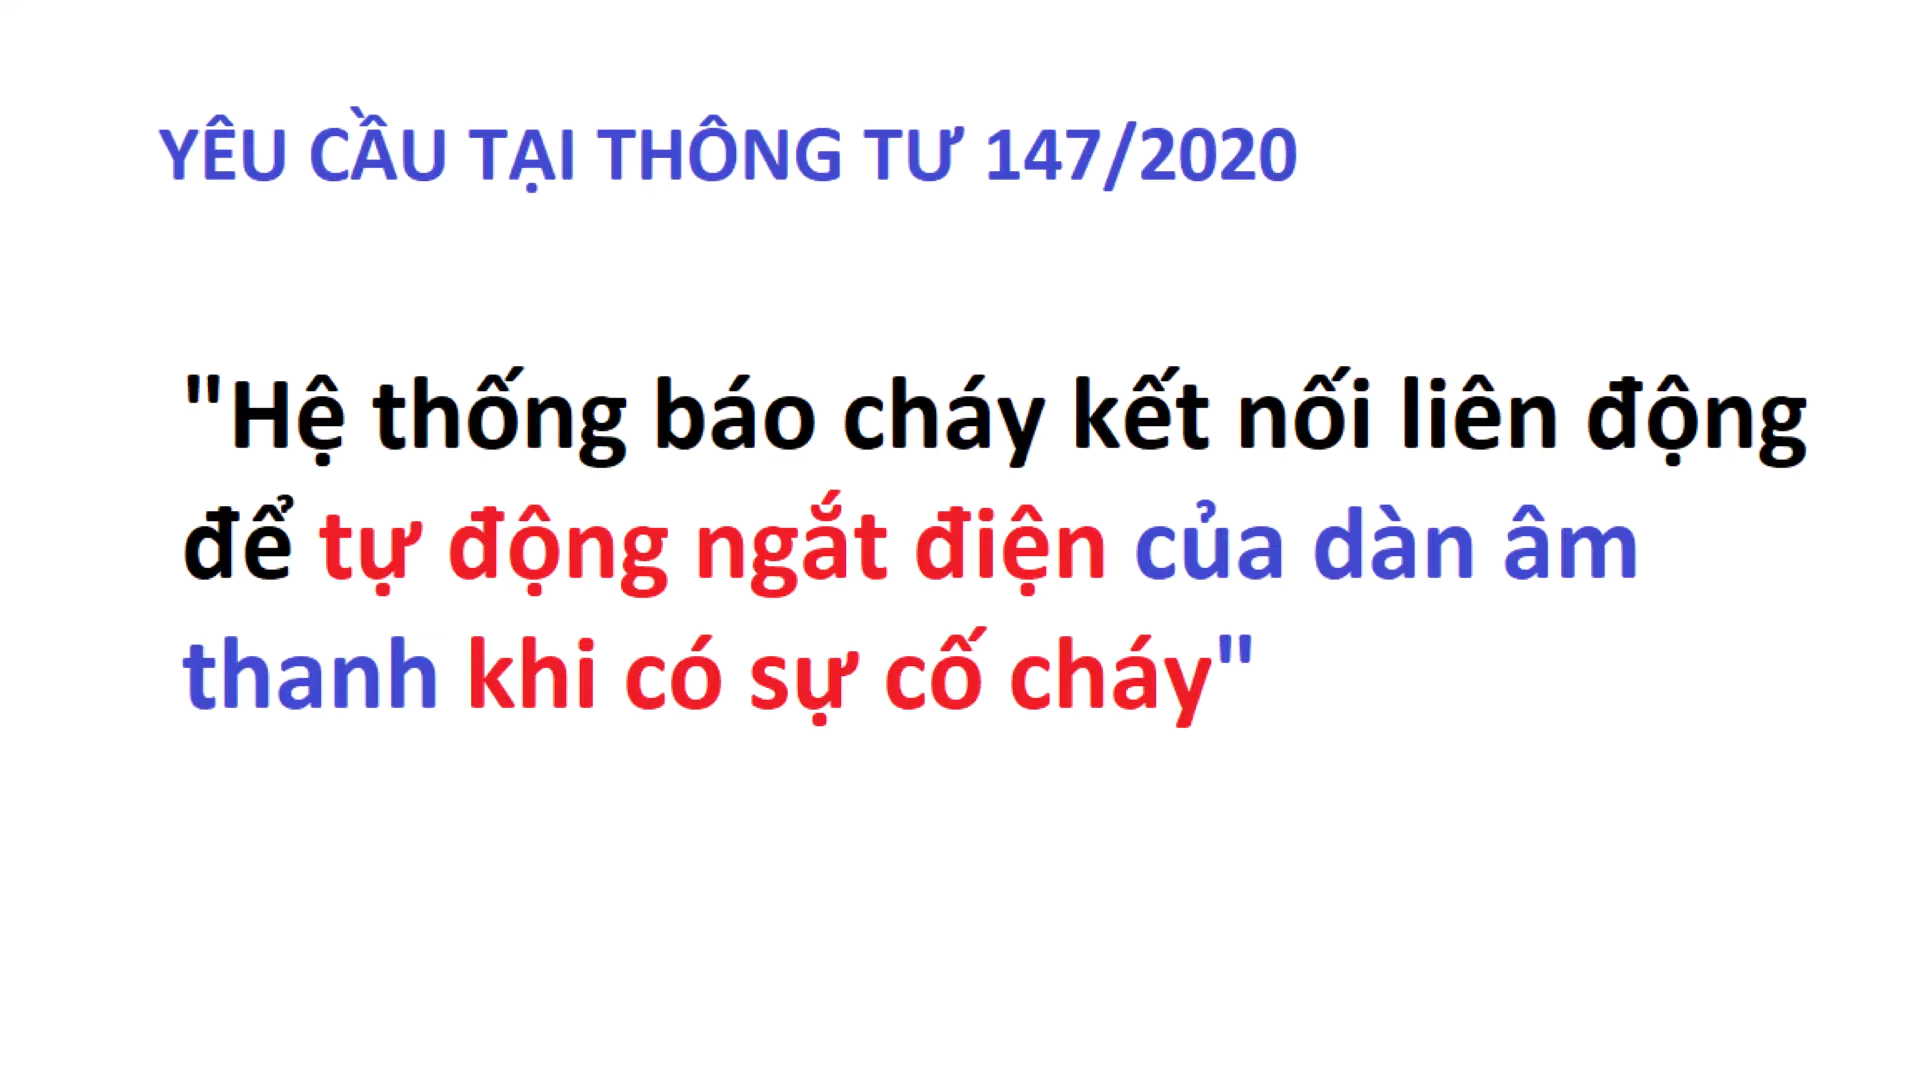 YÊU CẦU TẠI THÔNG TƯ 147/2020
"Hệ thống báo cháy kết nối liên động
để tự động ngắt điện của dàn âm
thanh khi có sự cố cháy"